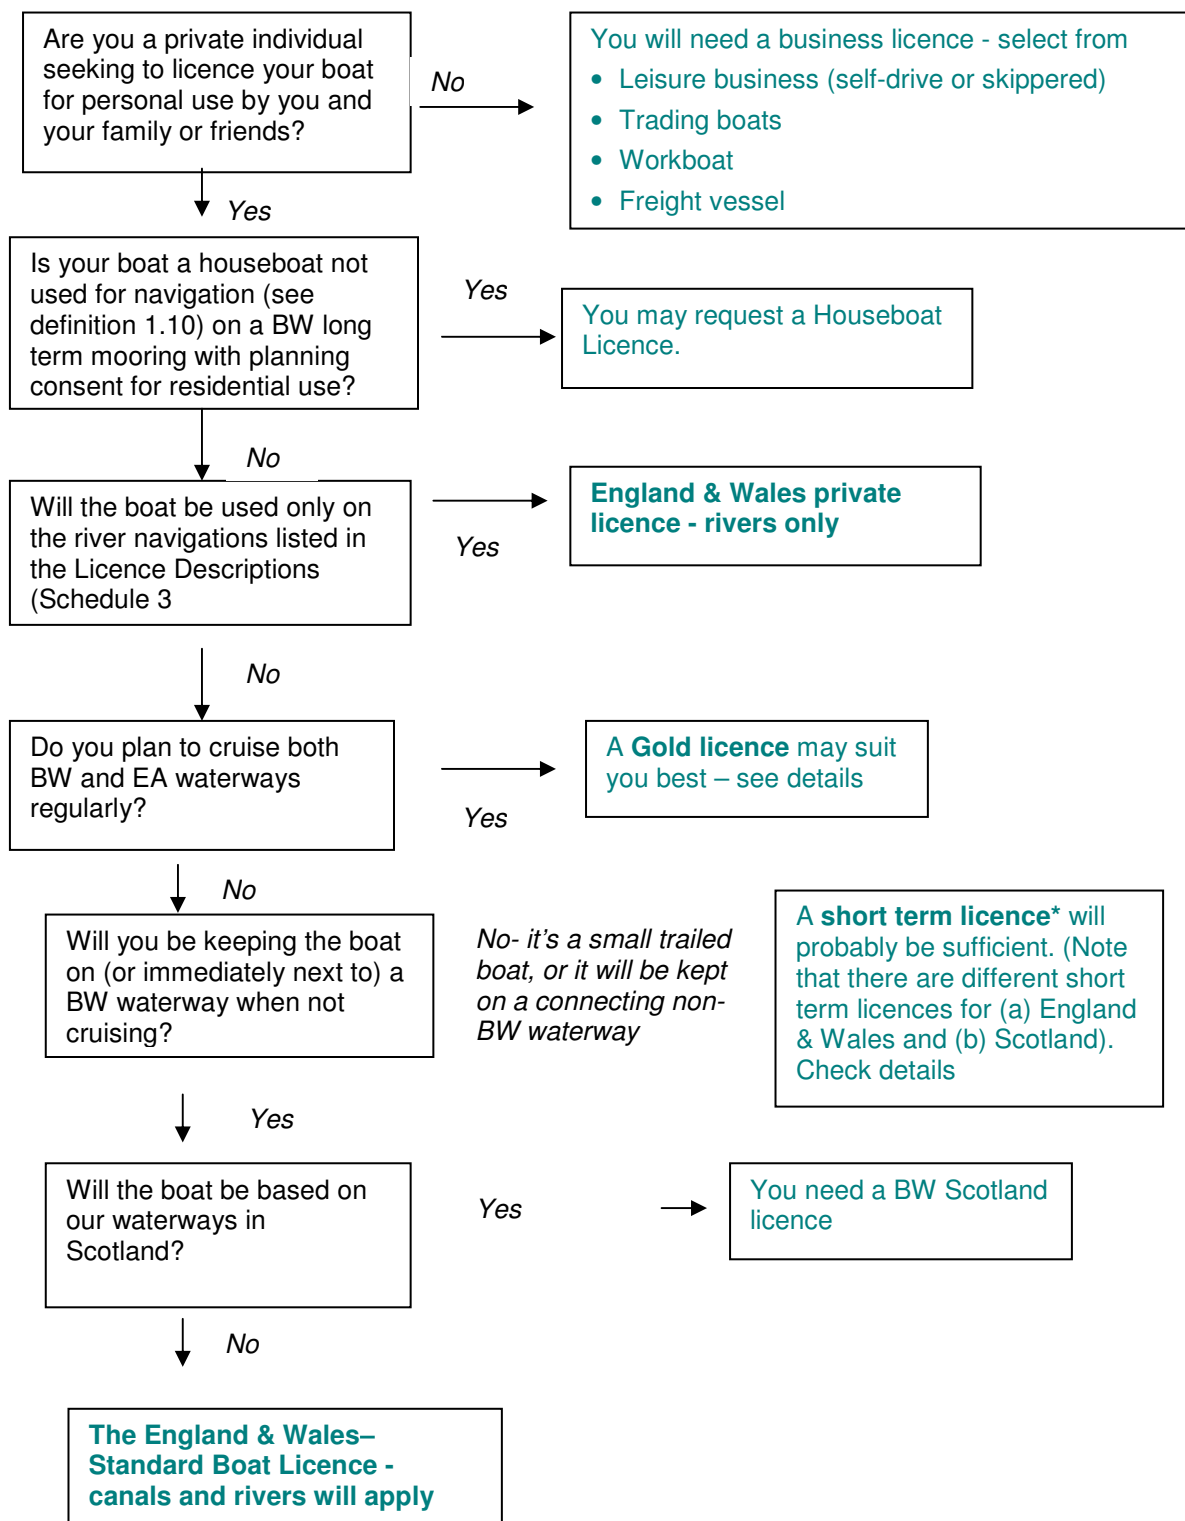 Are you a private individual
seeking to licence your boat
for personal use by you and
your family or friends?
No
You will need a business licence - select from
• Leisure business (self-drive or skippered)
• Trading boats
• Workboat
• Freight vessel
Yes
Is your boat a houseboat not
used for navigation (see
definition 1.10) on a BW long
term mooring with planning
consent for residential use?
Yes
You may request a Houseboat
Licence.
No
Will the boat be used only on
the river navigations listed in
the Licence Descriptions
(Schedule 3
Yes
England & Wales private
licence - rivers only
No
Do you plan to cruise both
BW and EA waterways
regularly?
Yes
A Gold licence may suit
you best – see details
No
Will you be keeping the boat
on (or immediately next to) a
BW waterway when not
cruising?
No- it's a small trailed
boat, or it will be kept
on a connecting non-
BW waterway
A short term licence* will
probably be sufficient. (Note
that there are different short
term licences for (a) England
& Wales and (b) Scotland).
Check details
Yes
Will the boat be based on
our waterways in
Scotland?
Yes
You need a BW Scotland
licence
No
The England & Wales–
Standard Boat Licence -
canals and rivers will apply